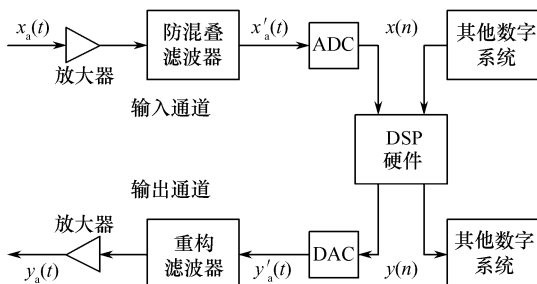 xₐ(t)
放大器
防混叠
滤波器
x′ₐ(t)
ADC
x(n)
其他数字
系统
输入通道
DSP
硬件
输出通道
放大器
yₐ(t)
重构
滤波器
y′ₐ(t)
DAC
y(n)
其他数字
系统